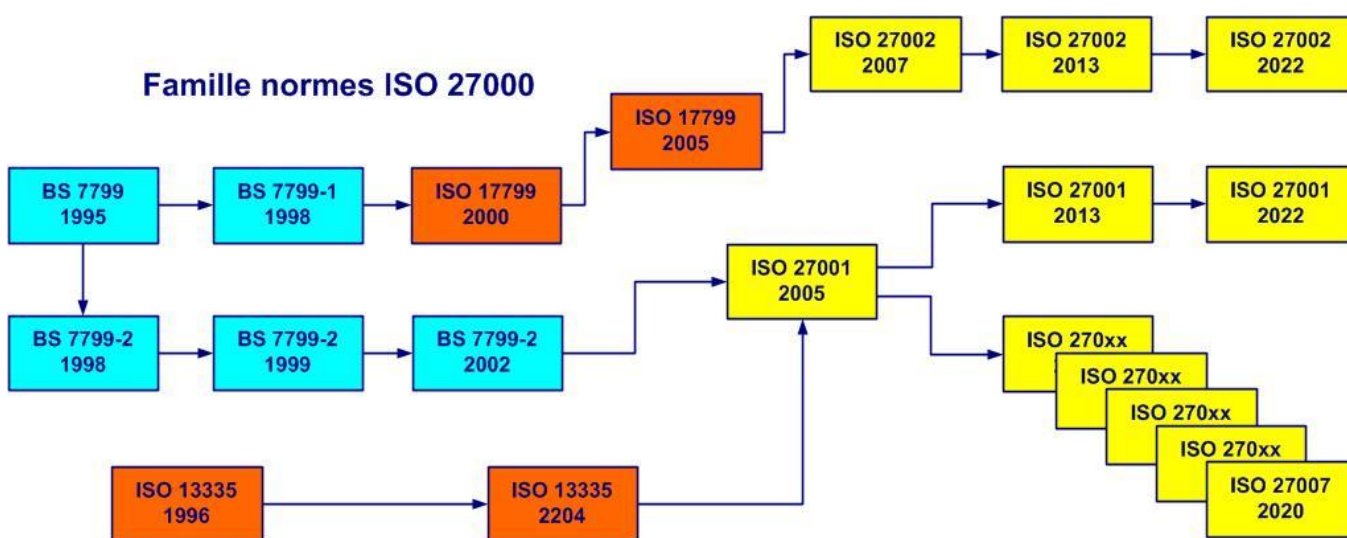 Famille normes ISO 27000
ISO 27002
2007
ISO 27002
2013
ISO 27002
2022
ISO 17799
2005
BS 7799
1995
BS 7799-1
1998
ISO 17799
2000
ISO 27001
2013
ISO 27001
2022
ISO 27001
2005
BS 7799-2
1998
BS 7799-2
1999
BS 7799-2
2002
ISO 270xx
ISO 270xx
ISO 270xx
ISO 270xx
ISO 27007
2020
ISO 13335
1996
ISO 13335
2204